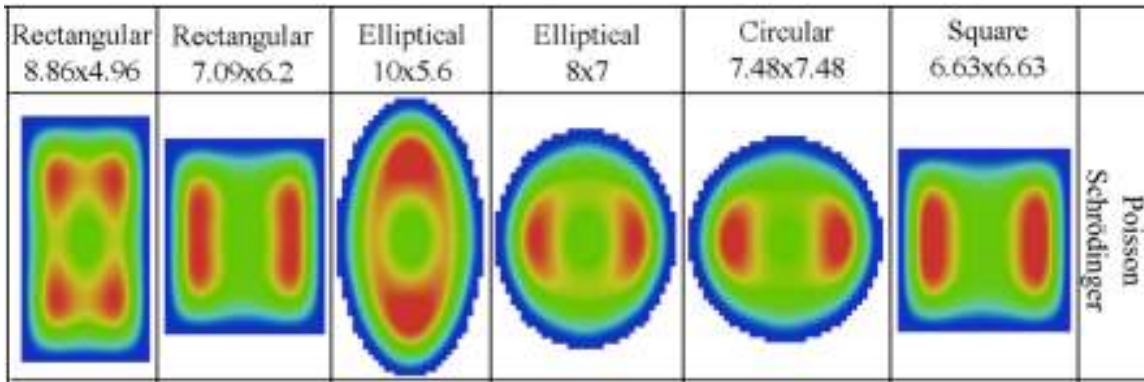 Rectangular
8.86x4.96
Rectangular
7.09x6.2
Elliptical
10x5.6
Elliptical
8x7
Circular
7.48x7.48
Square
6.63x6.63
Poisson
Schrödinger